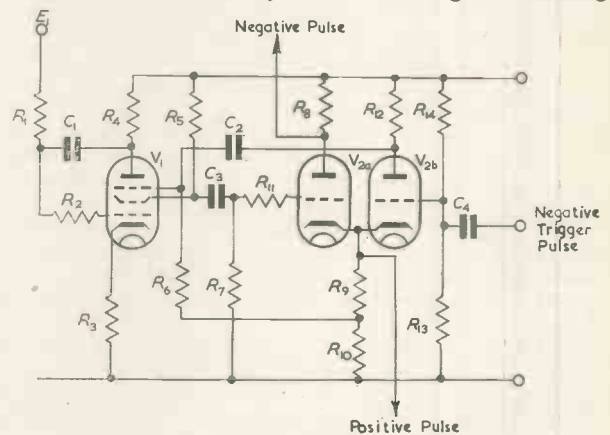 Negative Pulse
E
R1
C1
R4
R5
C2
R8
R12
R14
V1
V2a
V2b
C3
R11
R2
C4
Negative
Trigger
Pulse
R6
R7
R9
R3
R13
R10
Positive Pulse